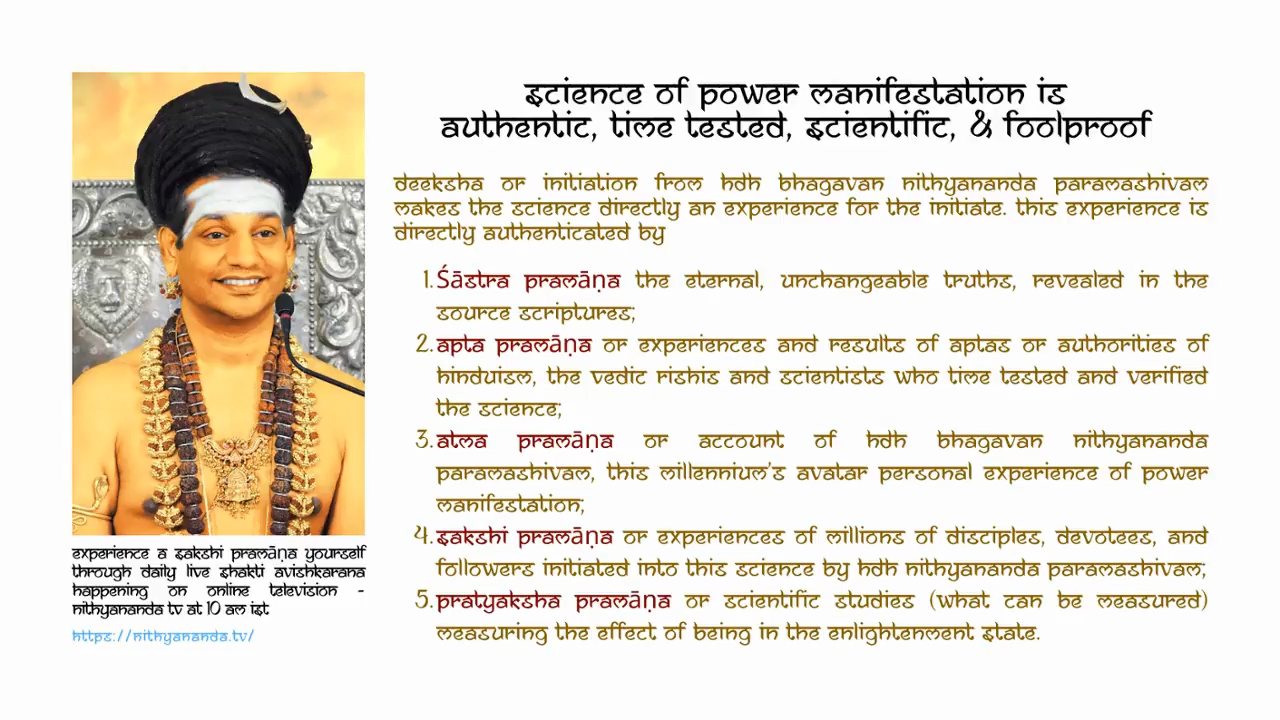 science of power manifestation is
authentic, time tested, scientific, & foolproof
deeksha or initiation from hdh bhagavan nithyananda paramashivam
makes the science directly an experience for the initiate. this experience is
directly authenticated by
1. Śāstra pramāṇa the eternal, unchangeable truths, revealed in the
source scriptures;
2. apta pramāṇa or experiences and results of aptas or authorities of
hinduism, the vedic rishis and scientists who time tested and verified
the science;
3. atma pramāṇa or account of hdh bhagavan nithyananda
paramashivam, this millennium's avatar personal experience of power
manifestation;
4. sakshi pramāṇa or experiences of millions of disciples, devotees, and
followers initiated into this science by hdh nithyananda paramashivam;
5. pratyaksha pramāṇa or scientific studies (what can be measured)
measuring the effect of being in the enlightenment state.
experience a sakshi pramāṇa yourself
through daily live shakti avishkarana
happening on online television -
nithyananda tv at 10 am ist
https://nithyananda.tv/